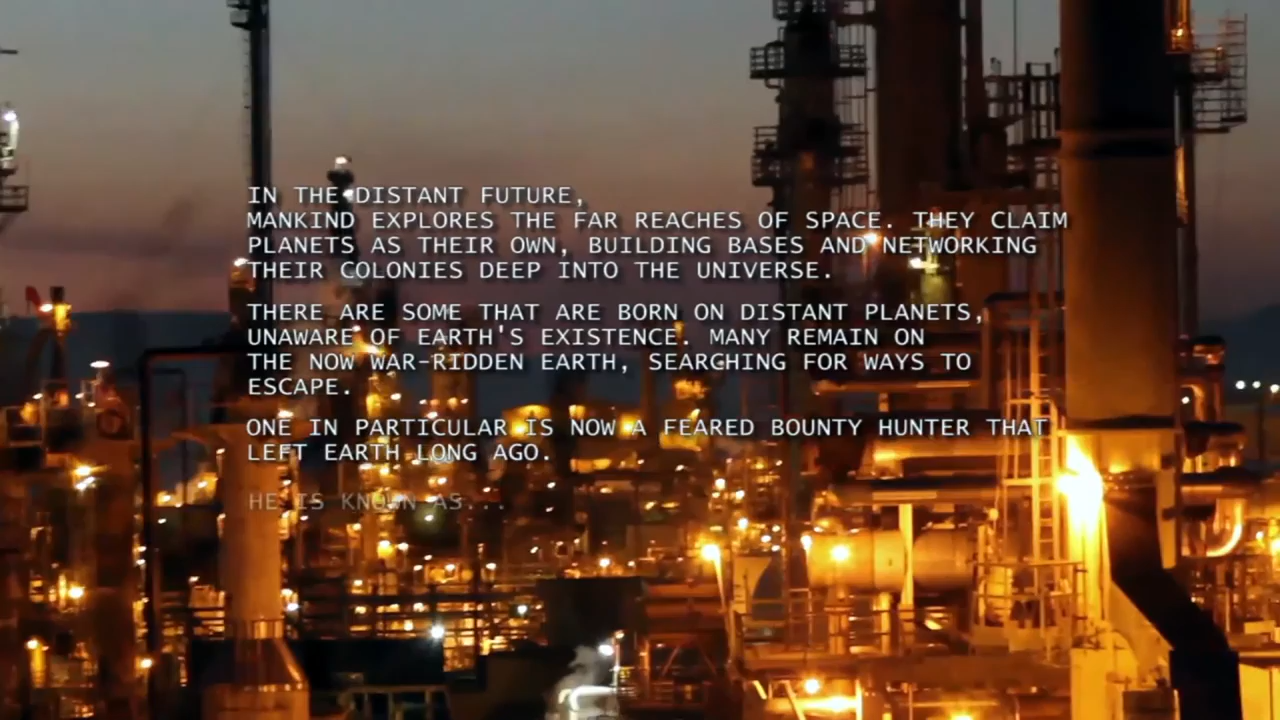 IN THE DISTANT FUTURE,
MANKIND EXPLORES THE FAR REACHES OF SPACE. THEY CLAIM
PLANETS AS THEIR OWN, BUILDING BASES AND NETWORKING
THEIR COLONIES DEEP INTO THE UNIVERSE.
THERE ARE SOME THAT ARE BORN ON DISTANT PLANETS,
UNAWARE OF EARTH'S EXISTENCE. MANY REMAIN ON
THE NOW WAR-RIDDEN EARTH, SEARCHING FOR WAYS TO
ESCAPE.
ONE IN PARTICULAR IS NOW A FEARED BOUNTY HUNTER THAT
LEFT EARTH LONG AGO.
HE IS KNOWN AS...